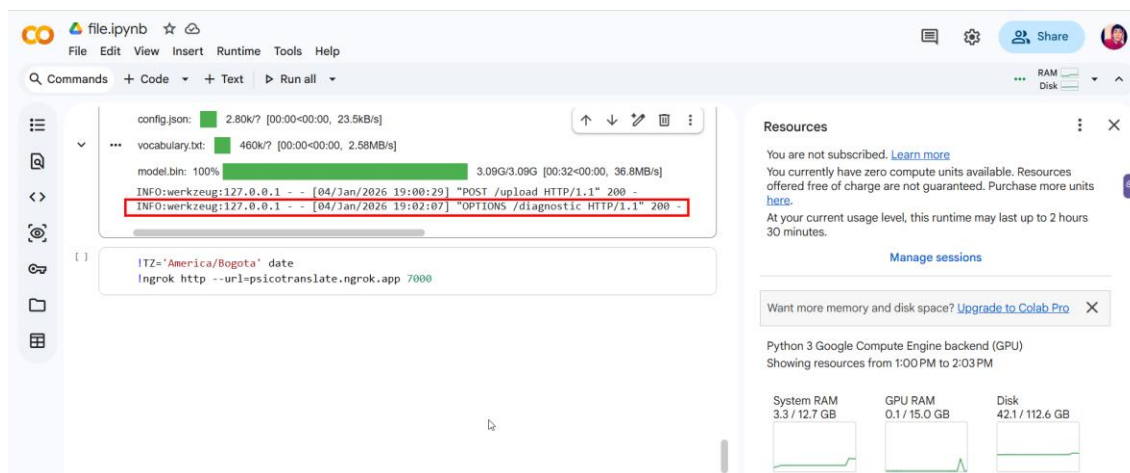 file.ipynb
File Edit View Insert Runtime Tools Help
Share
Commands + Code + Text Run all
RAM
Disk
config.json: 2.80k/? [00:00<00:00, 23.5kB/s]
vocabulary.txt: 460k/? [00:00<00:00, 2.58MB/s]
model.bin: 100% 3.09G/3.09G [00:32<00:00, 36.8MB/s]
INFO:werkzeug:127.0.0.1 - - [04/Jan/2026 19:00:29] "POST /upload HTTP/1.1" 200 -
INFO:werkzeug:127.0.0.1 - - [04/Jan/2026 19:02:07] "OPTIONS /diagnostic HTTP/1.1" 200 -
[ ] !TZ='America/Bogota' date
!ngrok http --url=psicotranslate.ngrok.app 7000
Resources
You are not subscribed. Learn more
You currently have zero compute units available. Resources
offered free of charge are not guaranteed. Purchase more units
here.
At your current usage level, this runtime may last up to 2 hours
30 minutes.
Manage sessions
Want more memory and disk space? Upgrade to Colab Pro
Python 3 Google Compute Engine backend (GPU)
Showing resources from 1:00 PM to 2:03 PM
System RAM GPU RAM Disk
3.3 / 12.7 GB 0.1 / 15.0 GB 42.1 / 112.6 GB